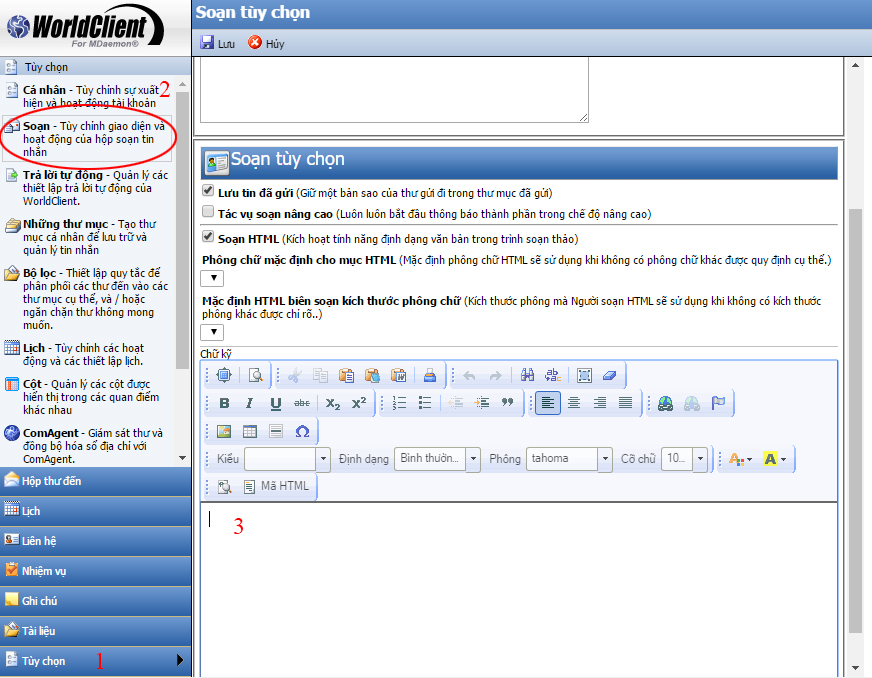 WorldClient
For MDaemon®
Tùy chọn
Cá nhân - Tùy chỉnh sự xuất
hiện và hoạt động tài khoản
2
Soạn - Tùy chỉnh giao diện và
hoạt động của hộp soạn tin
nhắn
Trả lời tự động - Quản lý các
thiết lập trả lời tự động của
WorldClient.
Những thư mục - Tạo thư
mục cá nhân để lưu trữ và
quản lý tin nhắn
Bộ lọc - Thiết lập quy tắc để
phân phối các thư đến vào các
thư mục cụ thể, và / hoặc
ngăn chặn thư không mong
muốn.
Lịch - Tùy chỉnh các hoạt
động và các thiết lập lịch.
Cột - Quản lý các cột được
hiển thị trong các quan điểm
khác nhau
ComAgent - Giám sát thư và
đồng bộ hóa sổ địa chỉ với
ComAgent.
Hộp thư đến
Lịch
Liên hệ
Nhiệm vụ
Ghi chú
Tài liệu
Tùy chọn 1
Soạn tùy chọn
Lưu Hủy
Soạn tùy chọn
Lưu tin đã gửi (Giữ một bản sao của thư gửi đi trong thư mục đã gửi)
Tác vụ soạn nâng cao (Luôn luôn bắt đầu thông báo thành phần trong chế độ nâng cao)
Soạn HTML (Kích hoạt tính năng định dạng văn bản trong trình soạn thảo)
Phông chữ mặc định cho mục HTML (Mặc định phông chữ HTML sẽ sử dụng khi không có phông chữ khác được quy định cụ thể.)
Mặc định HTML biên soạn kích thước phông chữ (Kích thước phông mà Người soạn HTML sẽ sử dụng khi không có kích thước
phông khác được chỉ rõ..)
Chữ ký
B I U abc X₂ X²
Kiểu Định dạng Bình thườn... Phông tahoma Cỡ chữ 10...
Mã HTML
3